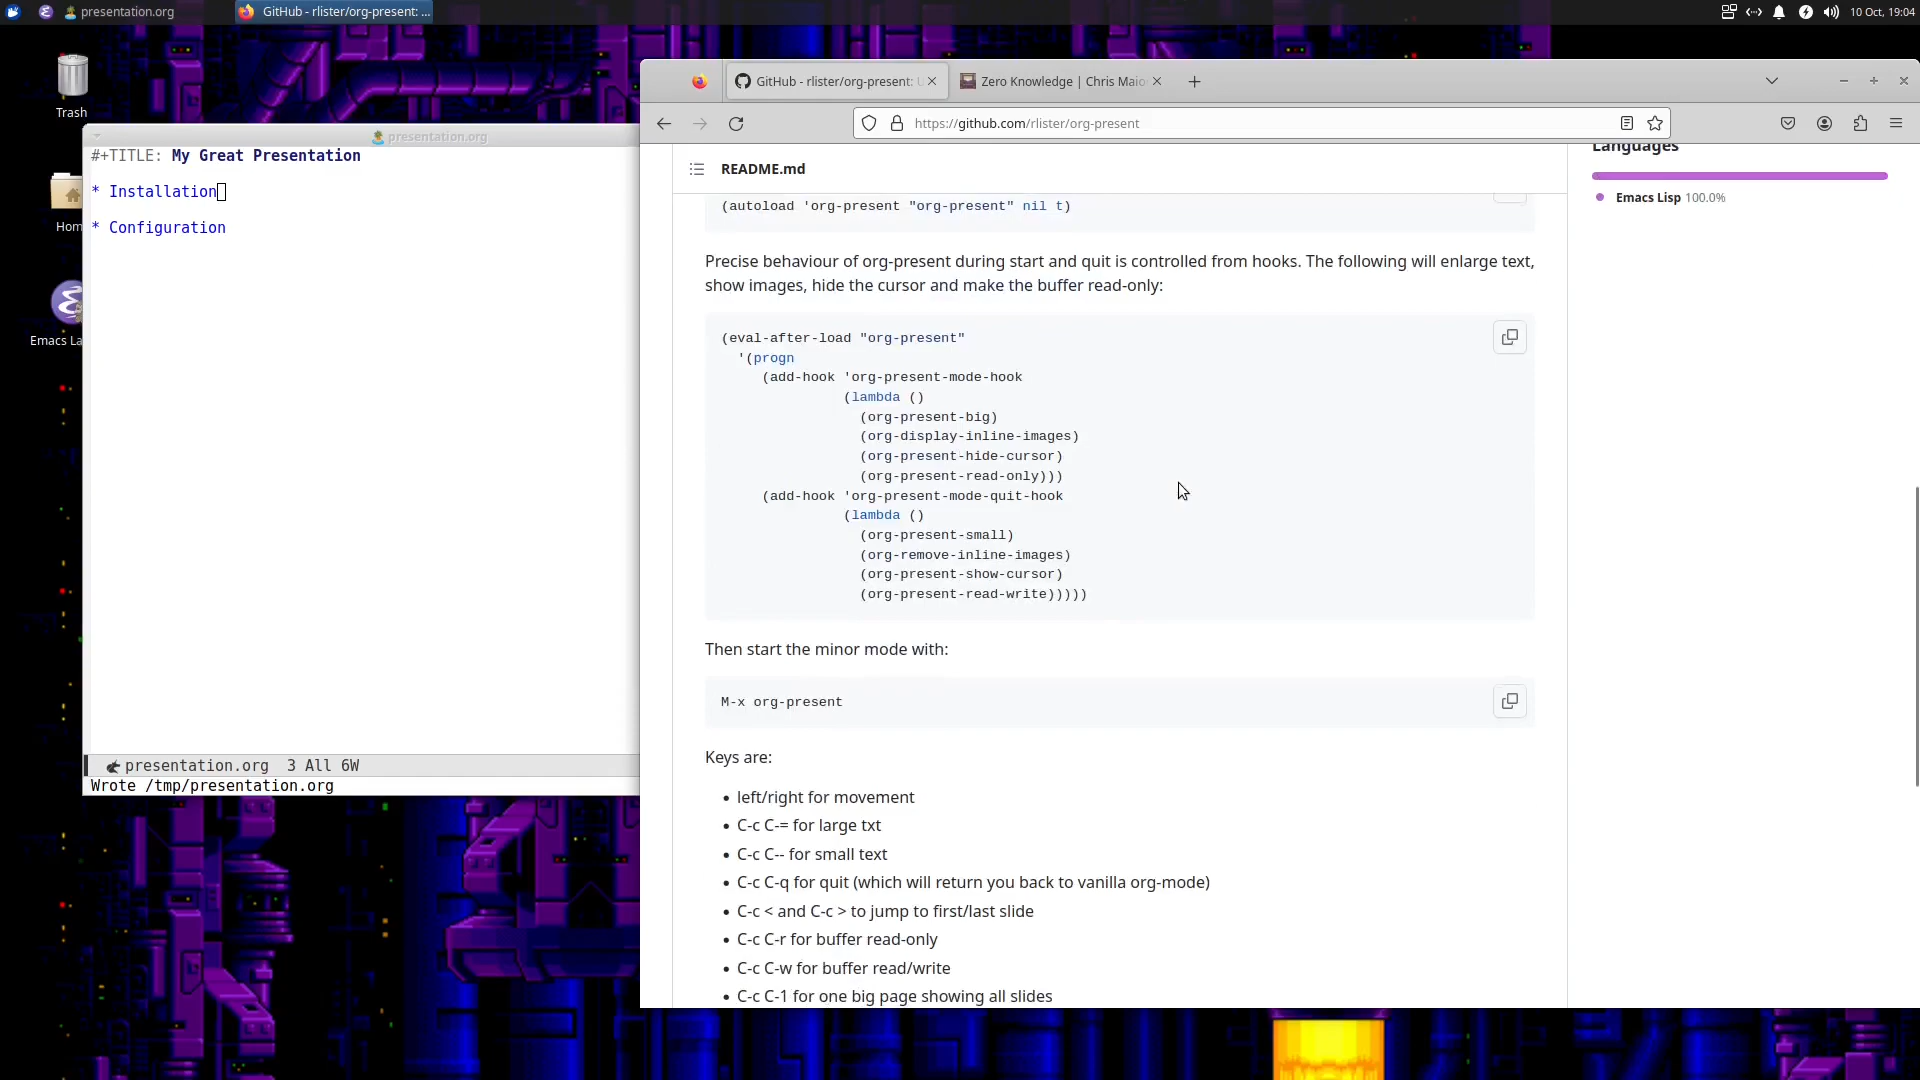 presentation.org
GitHub - rlister/org-present: ...
10 Oct, 19:04
Trash
Home
Emacs La
presentation.org
#+TITLE: My Great Presentation
* Installation
* Configuration
presentation.org 3 All 6W
Wrote /tmp/presentation.org
GitHub - rlister/org-present: U
Zero Knowledge | Chris Maio
https://github.com/rlister/org-present
README.md
(autoload 'org-present "org-present" nil t)
Precise behaviour of org-present during start and quit is controlled from hooks. The following will enlarge text,
show images, hide the cursor and make the buffer read-only:
(eval-after-load "org-present"
'(progn
(add-hook 'org-present-mode-hook
(lambda ()
(org-present-big)
(org-display-inline-images)
(org-present-hide-cursor)
(org-present-read-only)))
(add-hook 'org-present-mode-quit-hook
(lambda ()
(org-present-small)
(org-remove-inline-images)
(org-present-show-cursor)
(org-present-read-write)))))
Then start the minor mode with:
M-x org-present
Keys are:
• left/right for movement
• C-c C-= for large txt
• C-c C-- for small text
• C-c C-q for quit (which will return you back to vanilla org-mode)
• C-c < and C-c > to jump to first/last slide
• C-c C-r for buffer read-only
• C-c C-w for buffer read/write
• C-c C-1 for one big page showing all slides
Languages
Emacs Lisp 100.0%